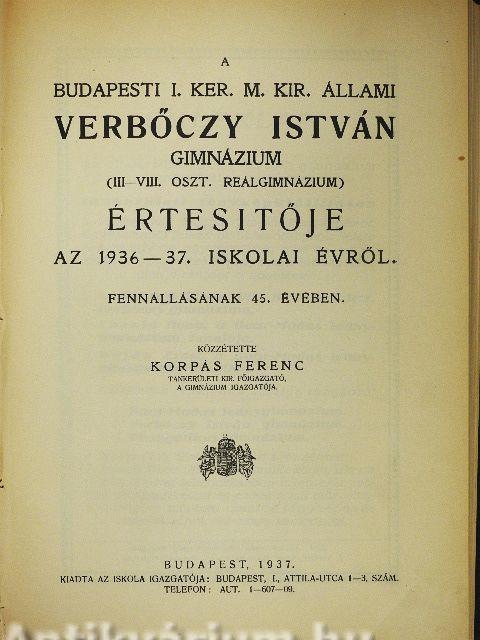 A
BUDAPESTI I. KER. M. KIR. ÁLLAMI
VERBŐCZY ISTVÁN
GIMNÁZIUM
(III—VIII. OSZT. REÁLGIMNÁZIUM)
ÉRTESITŐJE
AZ 1936—37. ISKOLAI ÉVRŐL.
FENNÁLLÁSÁNAK 45. ÉVÉBEN.
KÖZZÉTETTE
KORPÁS FERENC
TANKERÜLETI KIR. FŐIGAZGATÓ,
A GIMNÁZIUM IGAZGATÓJA.
BUDAPEST, 1937.
KIADTA AZ ISKOLA IGAZGATÓJA: BUDAPEST, I., ATTILA-UTCA 1—3. SZÁM.
TELEFON: AUT. 1—607—09.
Antikvárium.hu